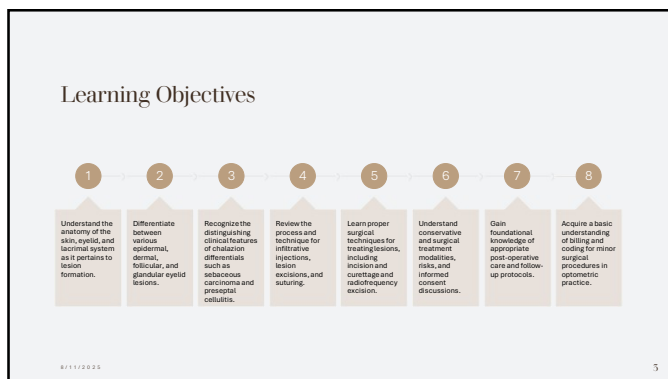 Learning Objectives
1
2
3
4
5
6
7
8
Understand the
anatomy of the
skin, eyelid, and
lacrimal system
as it pertains to
lesion
formation.
Differentiate
between
various
epidermal,
dermal,
follicular, and
glandular eyelid
lesions.
Recognize the
distinguishing
clinical features
of chalazion
differentials
such as
sebaceous
carcinoma and
preseptal
cellulitis.
Review the
process and
technique for
infiltrative
injections,
lesion
excisions, and
suturing.
Learn proper
surgical
techniques for
treating lesions,
including
incision and
curettage and
radiofrequency
excision.
Understand
conservative
and surgical
treatment
modalities,
risks, and
informed
consent
discussions.
Gain
foundational
knowledge of
appropriate
post-operative
care and follow-
up protocols.
Acquire a basic
understanding
of billing and
coding for minor
surgical
procedures in
optometric
practice.
8/11/2025
5